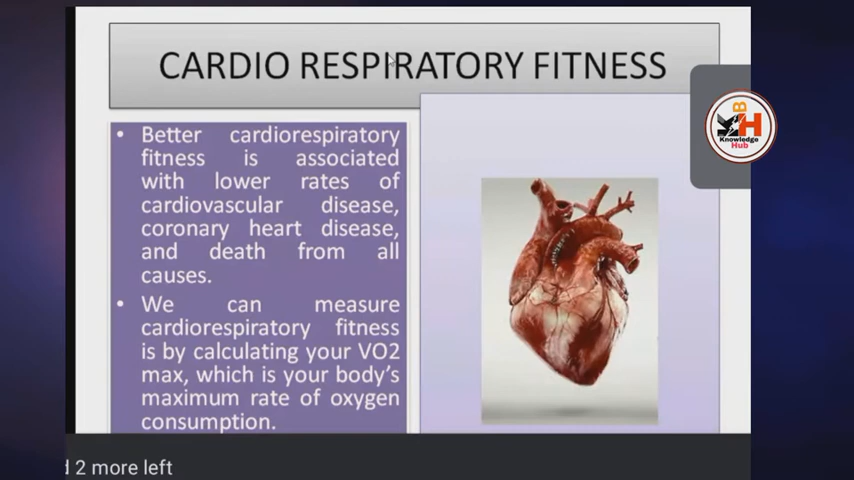 CARDIO RESPIRATORY FITNESS
• Better cardiorespiratory
fitness is associated
with lower rates of
cardiovascular disease,
coronary heart disease,
and death from all
causes.
• We can measure
cardiorespiratory fitness
is by calculating your VO2
max, which is your body's
maximum rate of oxygen
consumption.
B
H
Knowledge
Hub
d 2 more left